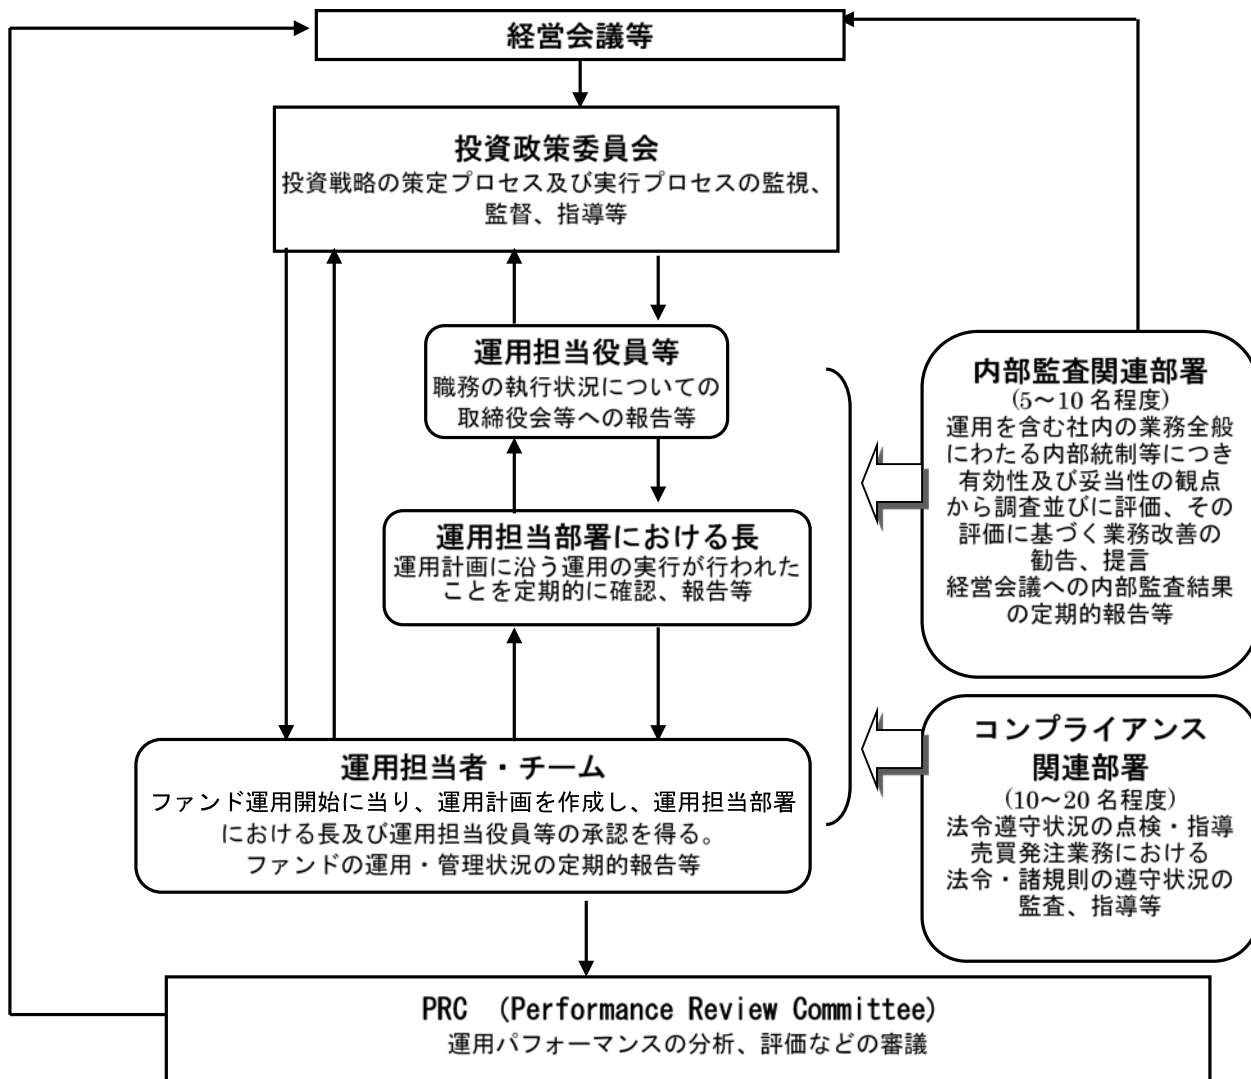 経営会議等
投資政策委員会
投資戦略の策定プロセス及び実行プロセスの監視、
監督、指導等
運用担当役員等
職務の執行状況についての
取締役会等への報告等
運用担当部署における長
運用計画に沿う運用の実行が行われた
ことを定期的に確認、報告等
運用担当者・チーム
ファンド運用開始に当り、運用計画を作成し、運用担当部署
における長及び運用担当役員等の承認を得る。
ファンドの運用・管理状況の定期的報告等
内部監査関連部署
(5～10 名程度)
運用を含む社内の業務全般
にわたる内部統制等につき
有効性及び妥当性の観点
から調査並びに評価、その
評価に基づく業務改善の
勧告、提言
経営会議への内部監査結果
の定期的報告等
コンプライアンス
関連部署
(10～20 名程度)
法令遵守状況の点検・指導
売買発注業務における
法令・諸規則の遵守状況の
監査、指導等
PRC (Performance Review Committee)
運用パフォーマンスの分析、評価などの審議